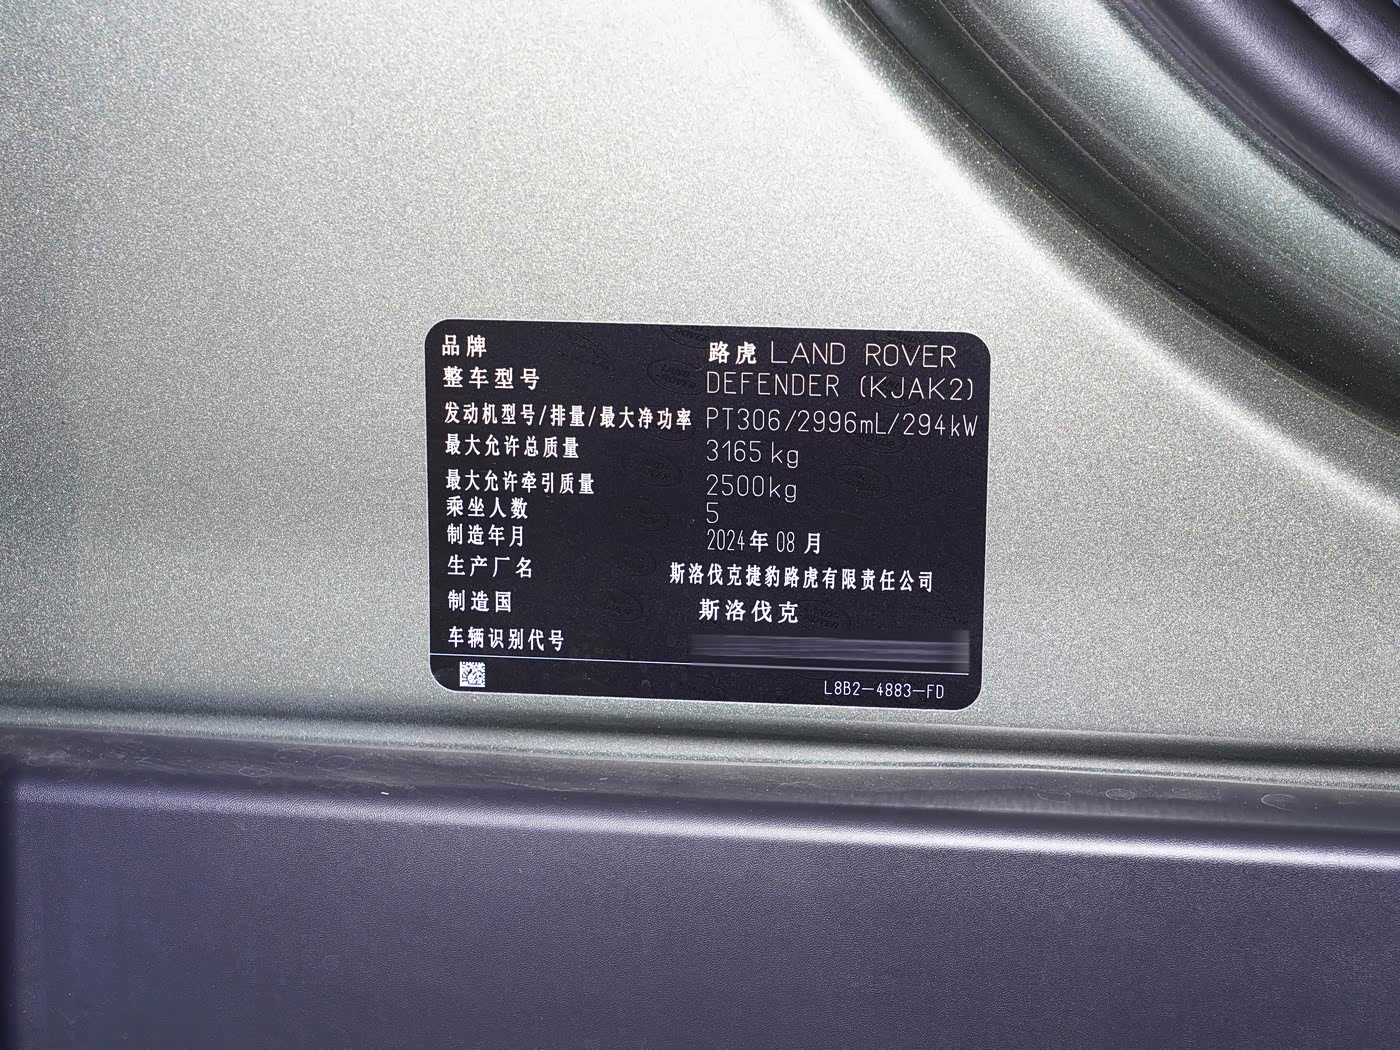 品牌 路虎 LAND ROVER
整车型号 DEFENDER (KJAK2)
发动机型号/排量/最大净功率 PT306/2996mL/294kW
最大允许总质量 3165 kg
最大允许牵引质量 2500kg
乘坐人数 5
制造年月 2024年 08 月
生产厂名 斯洛伐克捷豹路虎有限责任公司
制造国 斯洛伐克
车辆识别代号
L8B2-4883-FD